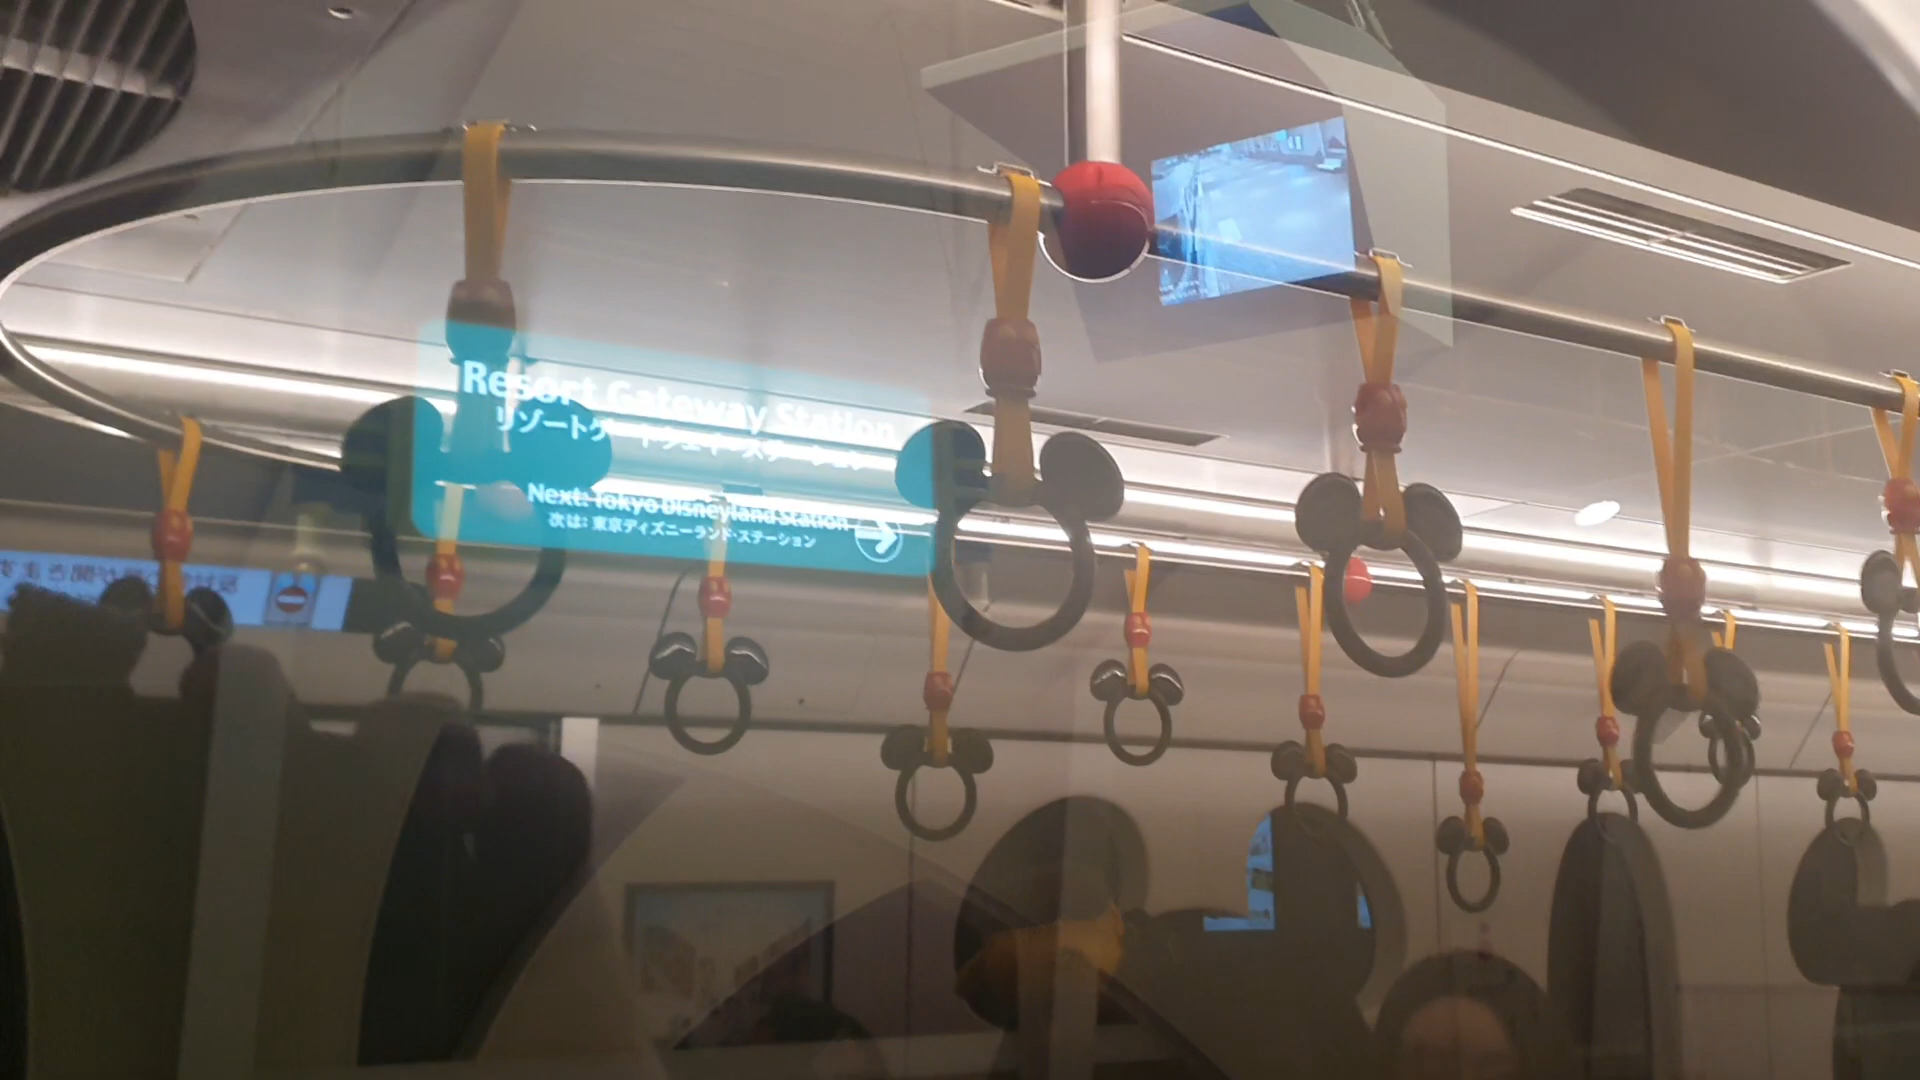 Resort Gateway Station
リゾートゲートウェイ・ステーション
Next: Tokyo Disneyland Station
次は: 東京ディズニーランド・ステーション